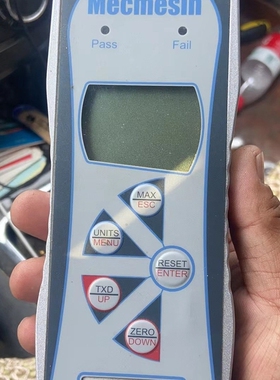 Mecmesin
Pass
Fail
MAX
ESC
UNITS
MENU
RESET
ENTER
TXD
UP
ZERO
DOWN